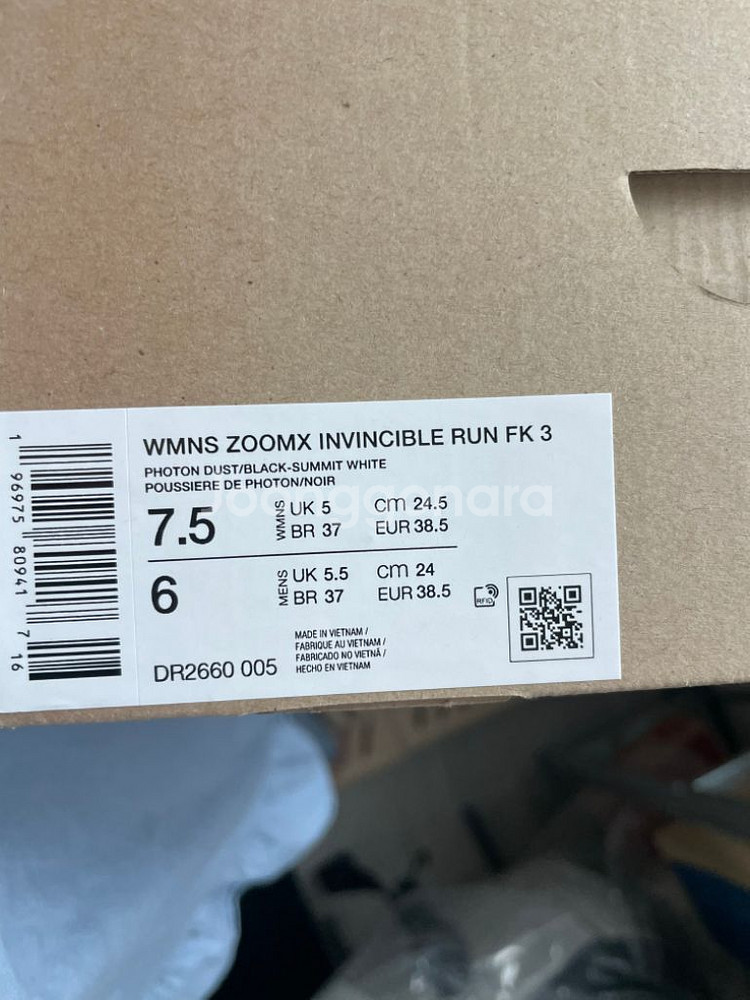 WMNS ZOOMX INVINCIBLE RUN FK 3
PHOTON DUST/BLACK-SUMMIT WHITE
POUSSIERE DE PHOTON/NOIR
7.5 WMNS UK 5 cm 24.5
BR 37 EUR 38.5
6 MENS UK 5.5 cm 24
BR 37 EUR 38.5
RFID
MADE IN VIETNAM /
FABRIQUE AU VIETNAM /
FABRICADO NO VIETNÃ /
HECHO EN VIETNAM
DR2660 005
1 96975 80941 7 16
Joonggonara